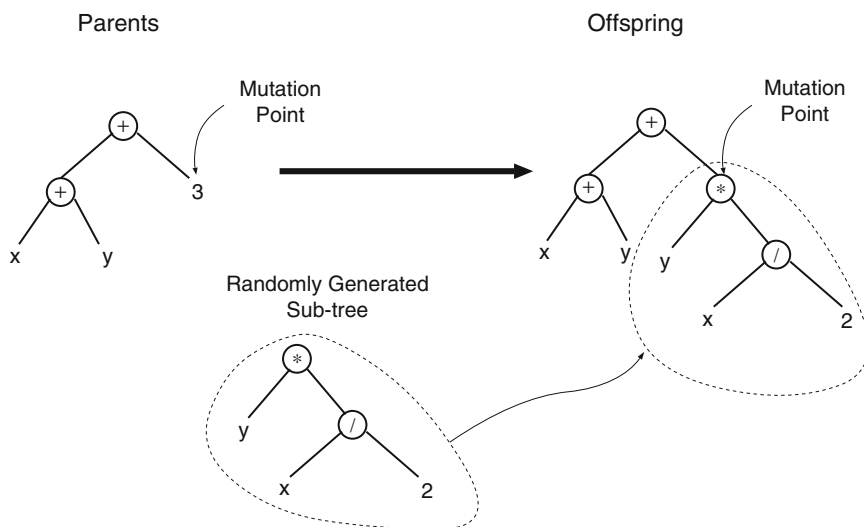 Parents
Offspring
Mutation
Point
Mutation
Point
+
+
3
x
y
+
+
*
x
y
y
/
x
2
Randomly Generated
Sub-tree
*
y
/
x
2